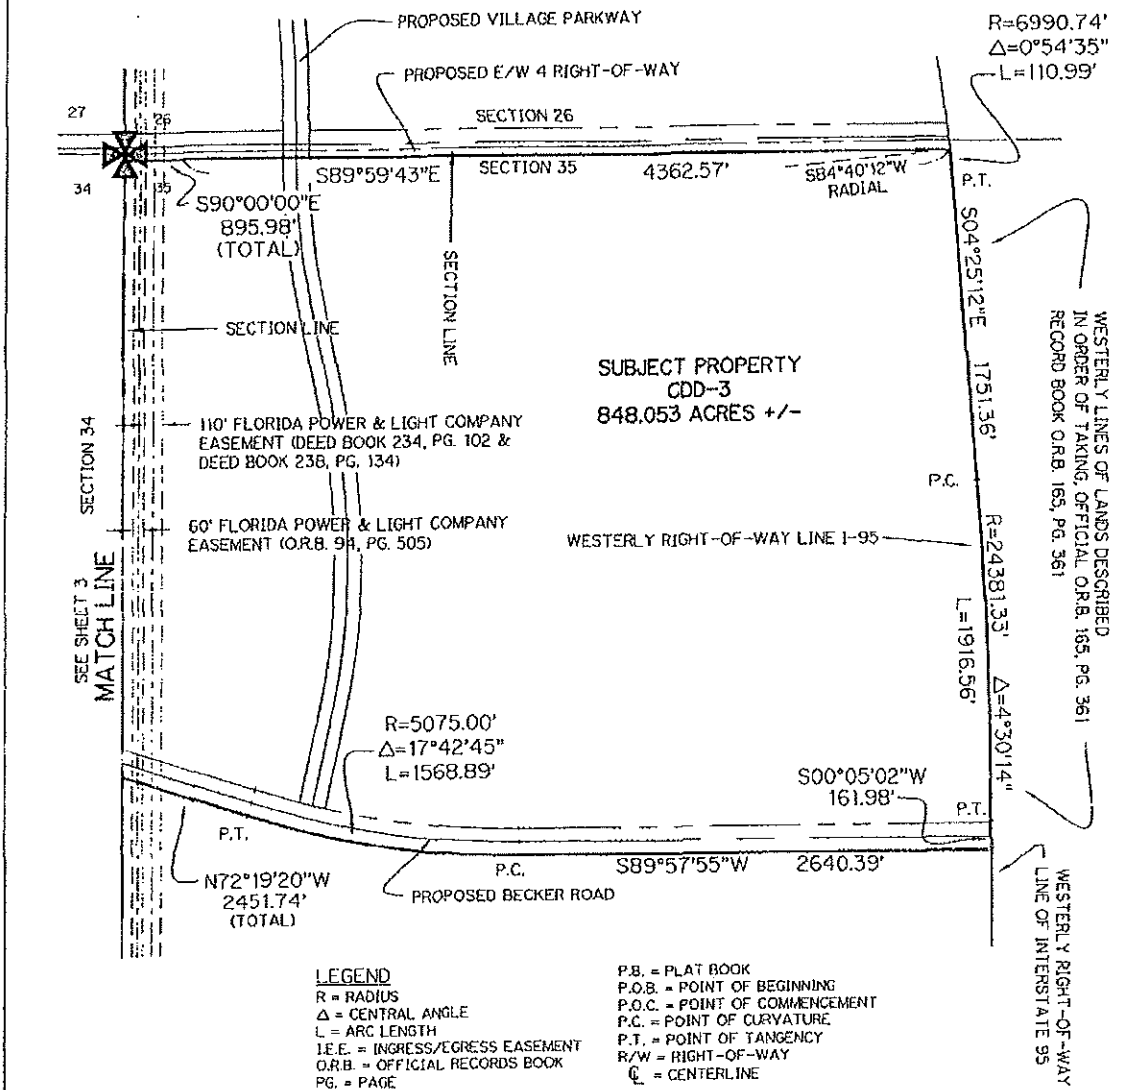 PROPOSED VILLAGE PARKWAY
R=6990.74'
Δ=0°54'35"
L=110.99'
PROPOSED E/W 4 RIGHT-OF-WAY
27
26
SECTION 26
34
35
S89°59'43"E
SECTION 35
4362.57'
S84°40'12"W
RADIAL
P.T.
S90°00'00"E
895.98'
(TOTAL)
SECTION LINE
SECTION LINE
S04°25'12"E 1751.36'
WESTERLY LINES OF LANDS DESCRIBED
IN ORDER OF TAKING, OFFICIAL O.R.B. 165, PG. 361
RECORD BOOK O.R.B. 165, PG. 361
SUBJECT PROPERTY
CDD-3
848.053 ACRES +/-
SECTION 34
110' FLORIDA POWER & LIGHT COMPANY
EASEMENT (DEED BOOK 234, PG. 102 &
DEED BOOK 238, PG. 134)
P.C.
60' FLORIDA POWER & LIGHT COMPANY
EASEMENT (O.R.B. 94, PG. 505)
WESTERLY RIGHT-OF-WAY LINE I-95
R=24381.33' Δ=4°30'14"
L=1916.56'
SEE SHEET 3
MATCH LINE
R=5075.00'
Δ=17°42'45"
L=1568.89'
S00°05'02"W
161.98'
P.T.
P.T.
P.C.
S89°57'55"W 2640.39'
N72°19'20"W
2451.74'
(TOTAL)
PROPOSED BECKER ROAD
WESTERLY RIGHT-OF-WAY
LINE OF INTERSTATE 95
LEGEND
R = RADIUS
Δ = CENTRAL ANGLE
L = ARC LENGTH
I.E.E. = INGRESS/EGRESS EASEMENT
O.R.B. = OFFICIAL RECORDS BOOK
PG. = PAGE
P.B. = PLAT BOOK
P.O.B. = POINT OF BEGINNING
P.O.C. = POINT OF COMMENCEMENT
P.C. = POINT OF CURVATURE
P.T. = POINT OF TANGENCY
R/W = RIGHT-OF-WAY
℄ = CENTERLINE